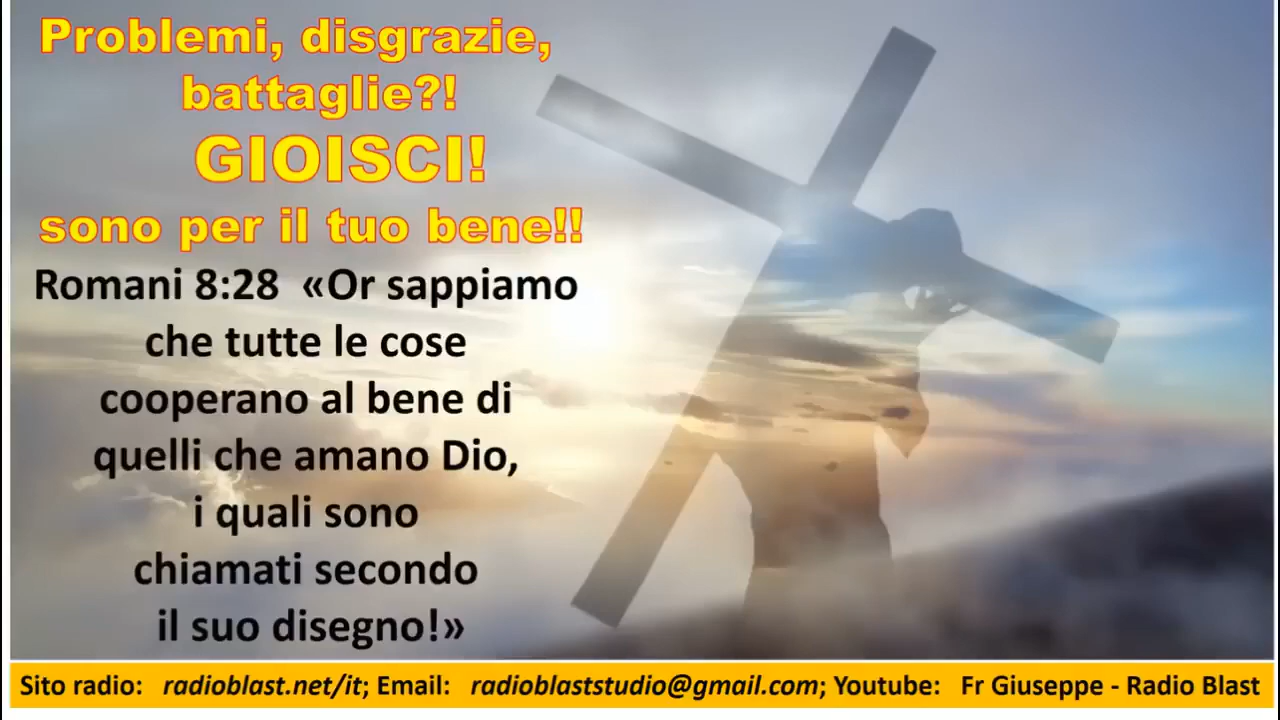 Problemi, disgrazie,
battaglie?!
GIOISCI!
sono per il tuo bene!!
Romani 8:28 «Or sappiamo
che tutte le cose
cooperano al bene di
quelli che amano Dio,
i quali sono
chiamati secondo
il suo disegno!»
Sito radio: radioblast.net/it; Email: radioblaststudio@gmail.com; Youtube: Fr Giuseppe - Radio Blast